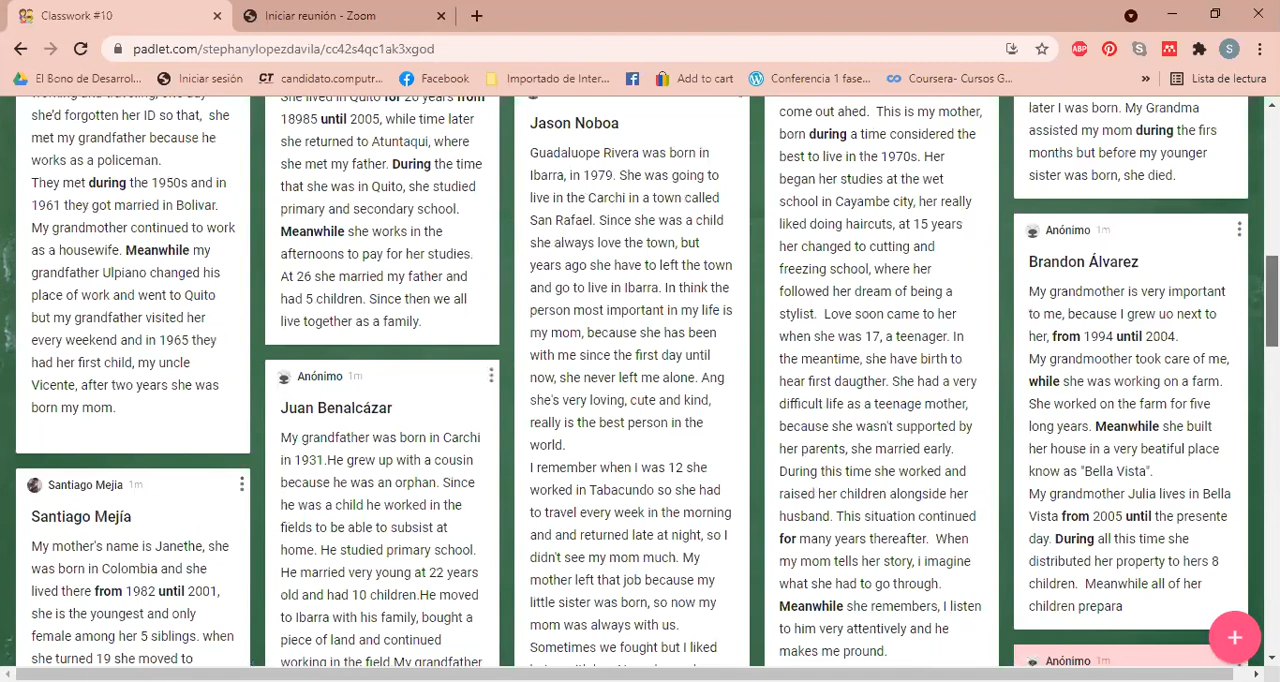 Classwork #10
Iniciar reunión - Zoom
padlet.com/stephanylopezdavila/cc42s4qc1ak3xgod
S
El Bono de Desarrol...
Iniciar sesión
CT candidato.computr...
Facebook
Importado de Inter...
Add to cart
Conferencia 1 fase...
Coursera- Cursos G...
»
Lista de lectura
she'd forgotten her ID so that, she
met my grandfather because he
works as a policeman.
They met during the 1950s and in
1961 they got married in Bolivar.
My grandmother continued to work
as a housewife. Meanwhile my
grandfather Ulpiano changed his
place of work and went to Quito
but my grandfather visited her
every weekend and in 1965 they
had her first child, my uncle
Vicente, after two years she was
born my mom.
Santiago Mejia 1m
Santiago Mejía
My mother's name is Janethe, she
was born in Colombia and she
lived there from 1982 until 2001,
she is the youngest and only
female among her 5 siblings. when
she turned 19 she moved to
She lived in Quito for 20 years from
18985 until 2005, while time later
she returned to Atuntaqui, where
she met my father. During the time
that she was in Quito, she studied
primary and secondary school.
Meanwhile she works in the
afternoons to pay for her studies.
At 26 she married my father and
had 5 children. Since then we all
live together as a family.
Anónimo 1m
Juan Benalcázar
My grandfather was born in Carchi
in 1931.He grew up with a cousin
because he was an orphan. Since
he was a child he worked in the
fields to be able to subsist at
home. He studied primary school.
He married very young at 22 years
old and had 10 children.He moved
to Ibarra with his family, bought a
piece of land and continued
working in the field.My grandfather
Jason Noboa
Guadaluope Rivera was born in
Ibarra, in 1979. She was going to
live in the Carchi in a town called
San Rafael. Since she was a child
she always love the town, but
years ago she have to left the town
and go to live in Ibarra. In think the
person most important in my life is
my mom, because she has been
with me since the first day until
now, she never left me alone. Ang
she's very loving, cute and kind,
really is the best person in the
world.
I remember when I was 12 she
worked in Tabacundo so she had
to travel every week in the morning
and and returned late at night, so I
didn't see my mom much. My
mother left that job because my
little sister was born, so now my
mom was always with us.
Sometimes we fought but I liked
come out ahed. This is my mother,
born during a time considered the
best to live in the 1970s. Her
began her studies at the wet
school in Cayambe city, her really
liked doing haircuts, at 15 years
her changed to cutting and
freezing school, where her
followed her dream of being a
stylist. Love soon came to her
when she was 17, a teenager. In
the meantime, she have birth to
hear first daugther. She had a very
difficult life as a teenage mother,
because she wasn't supported by
her parents, she married early.
During this time she worked and
raised her children alongside her
husband. This situation continued
for many years thereafter. When
my mom tells her story, i imagine
what she had to go through.
Meanwhile she remembers, I listen
to him very attentively and he
makes me pround.
later I was born. My Grandma
assisted my mom during the firs
months but before my younger
sister was born, she died.
Anónimo 1m
Brandon Álvarez
My grandmother is very important
to me, because I grew uo next to
her, from 1994 until 2004.
My grandmoother took care of me,
while she was working on a farm.
She worked on the farm for five
long years. Meanwhile she built
her house in a very beatiful place
know as "Bella Vista".
My grandmother Julia lives in Bella
Vista from 2005 until the presente
day. During all this time she
distributed her property to hers 8
children. Meanwhile all of her
children prepara
Anónimo 1m